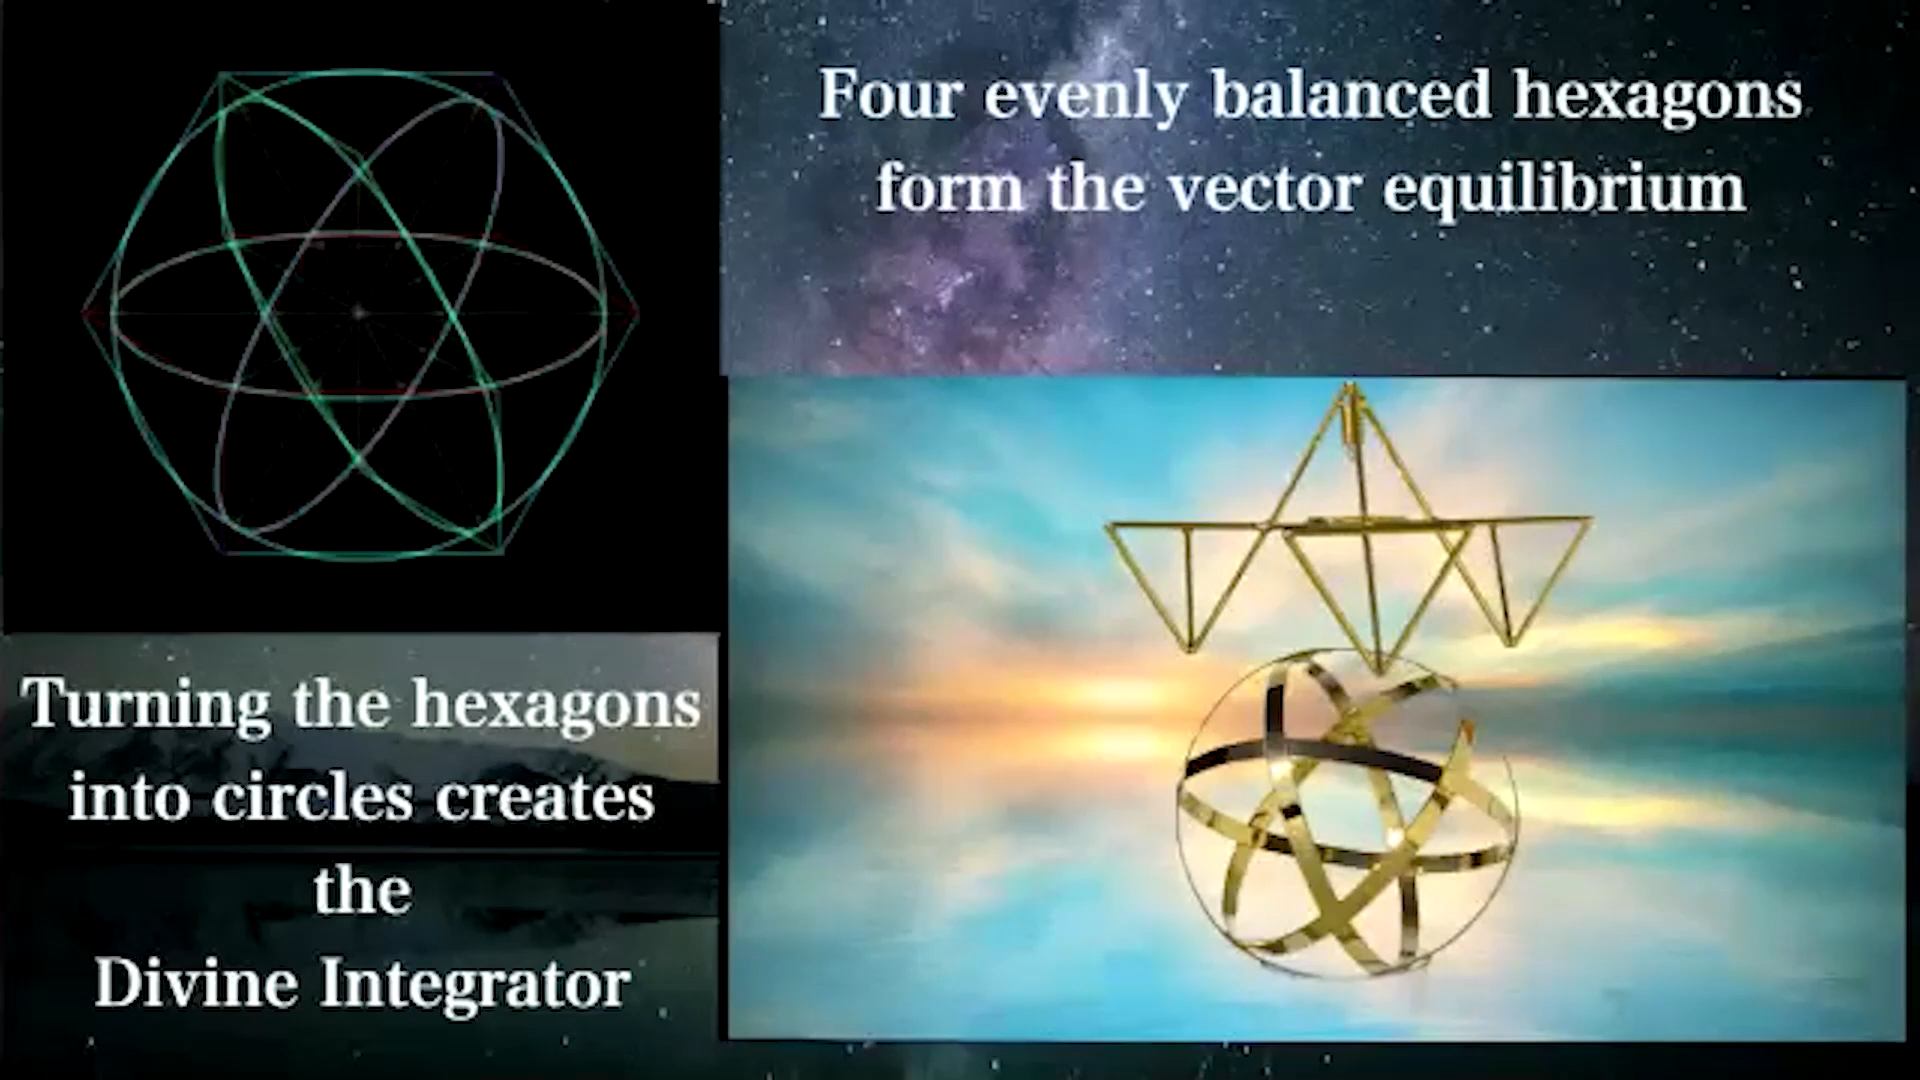 Four evenly balanced hexagons
form the vector equilibrium
Turning the hexagons
into circles creates
the
Divine Integrator